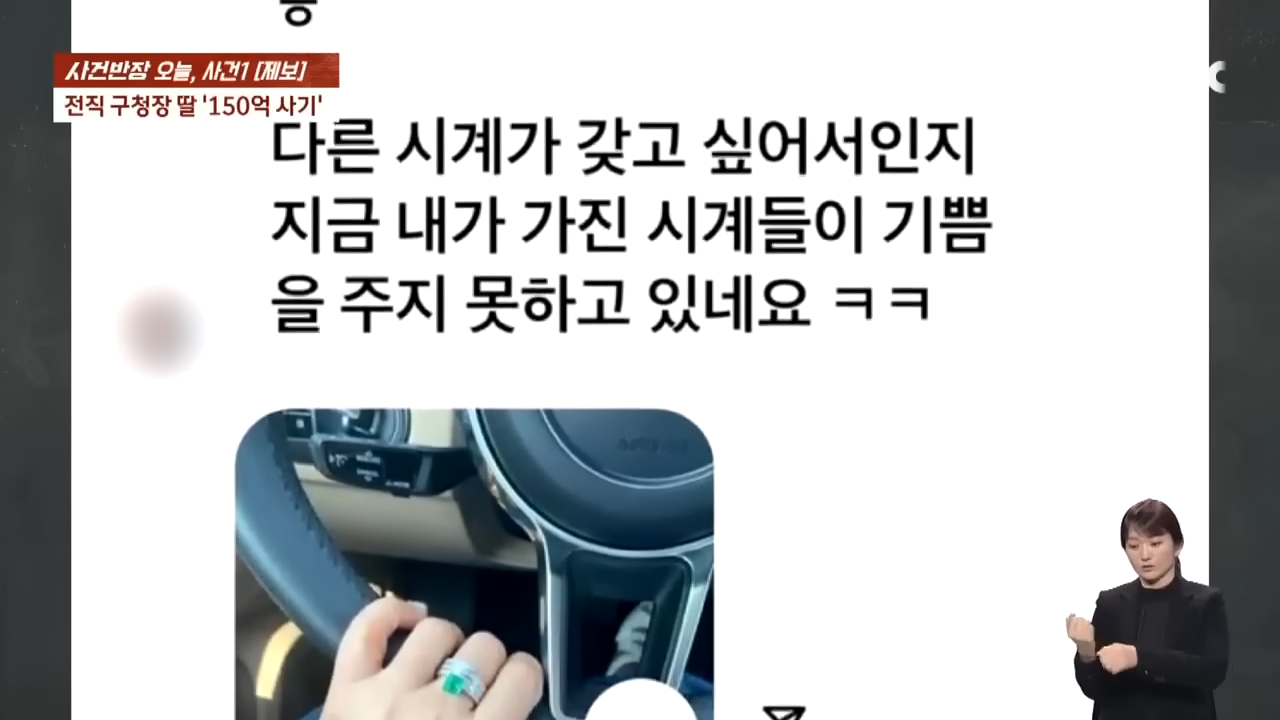 사건반장 오늘, 사건1 [제보]
전직 구청장 딸 '150억 사기'
다른 시계가 갖고 싶어서인지
지금 내가 가진 시계들이 기쁨
을 주지 못하고 있네요 ㅋㅋ